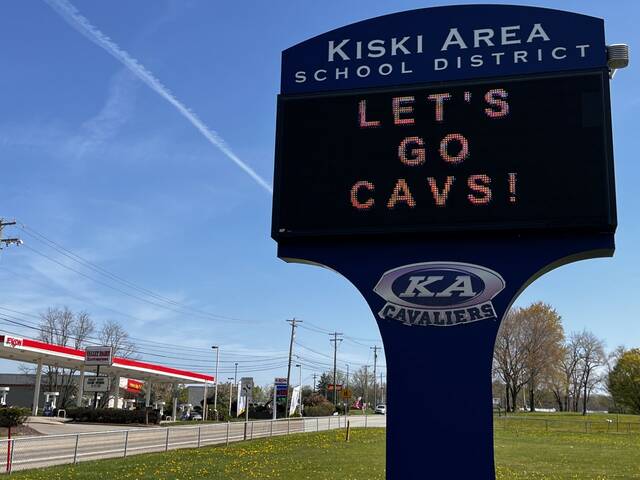 KISKI AREA
SCHOOL DISTRICT
LET'S
GO
CAVS!
KA
CAVALIERS
Exxon